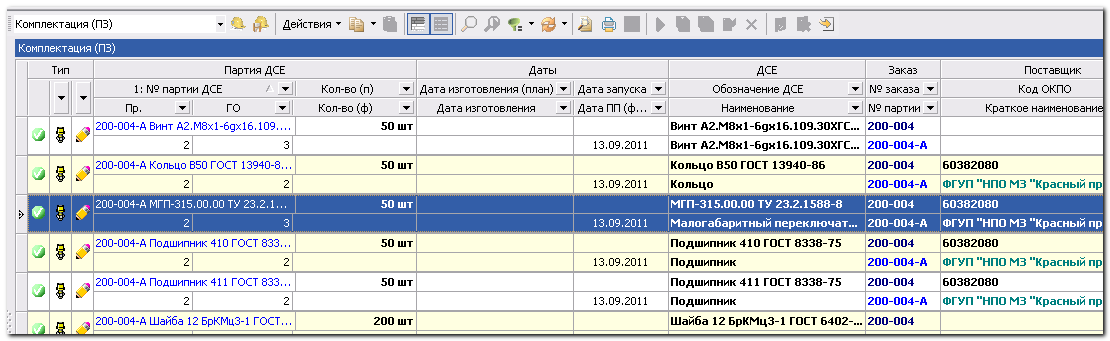 Комплектация (ПЗ) Действия
Комплектация (ПЗ)
Тип Партия ДСЕ Даты ДСЕ Заказ Поставщик
1: № партии ДСЕ Кол-во (п) Дата изготовления (план) Дата запуска Обозначение ДСЕ № заказа Код ОКПО
Пр. ГО Кол-во (ф) Дата изготовления Дата ПП (ф... Наименование № партии Краткое наименование
200-004-А Винт А2.М8х1-6gх16.109.... 50 шт Винт А2.М8х1-6gх16.109.30ХГС... 200-004
2 3 13.09.2011 Винт А2.М8х1-6gх16.109.30ХГС... 200-004-А
200-004-А Кольцо В50 ГОСТ 13940-8... 50 шт Кольцо В50 ГОСТ 13940-86 200-004 60382080
2 2 13.09.2011 Кольцо 200-004-А ФГУП "НПО МЗ "Красный пр
200-004-А МГП-315.00.00 ТУ 23.2.1... 50 шт МГП-315.00.00 ТУ 23.2.1588-8 200-004 60382080
2 3 13.09.2011 Малогабаритный переключат... 200-004-А ФГУП "НПО МЗ "Красный пр
200-004-А Подшипник 410 ГОСТ 833... 50 шт Подшипник 410 ГОСТ 8338-75 200-004 60382080
2 2 13.09.2011 Подшипник 200-004-А ФГУП "НПО МЗ "Красный пр
200-004-А Подшипник 411 ГОСТ 833... 50 шт Подшипник 411 ГОСТ 8338-75 200-004 60382080
2 2 13.09.2011 Подшипник 200-004-А ФГУП "НПО МЗ "Красный пр
200-004-А Шайба 12 БрКМц3-1 ГОСТ... 200 шт Шайба 12 БрКМц3-1 ГОСТ 6402-... 200-004 60382080